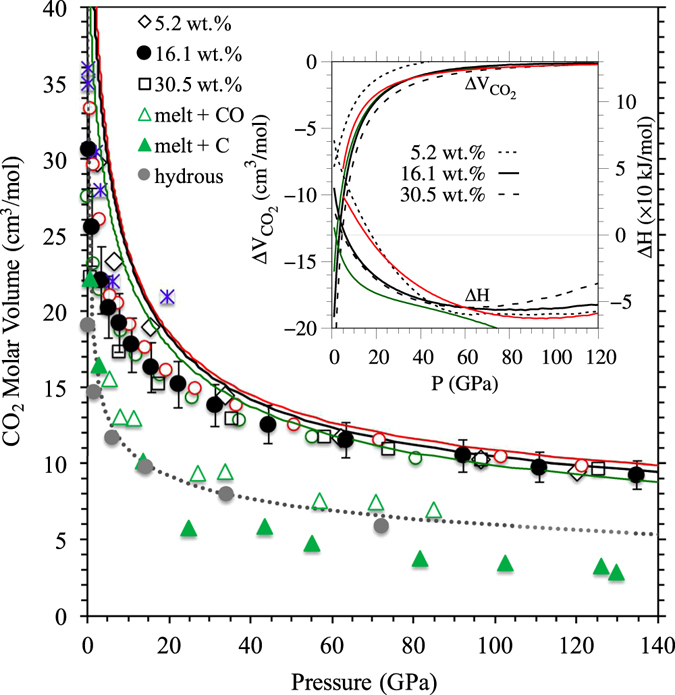 40
35
30
25
20
15
10
5
0
CO2 Molar Volume (cm3/mol)
5.2 wt.%
16.1 wt.%
30.5 wt.%
melt + CO
melt + C
hydrous
0
−5
−10
−15
−20
ΔVCO2 (cm3/mol)
ΔVCO2
5.2 wt.%
16.1 wt.%
30.5 wt.%
ΔH
10
5
0
−5
ΔH (×10 kJ/mol)
0 20 40 60 80 100 120
P (GPa)
0 20 40 60 80 100 120 140
Pressure (GPa)